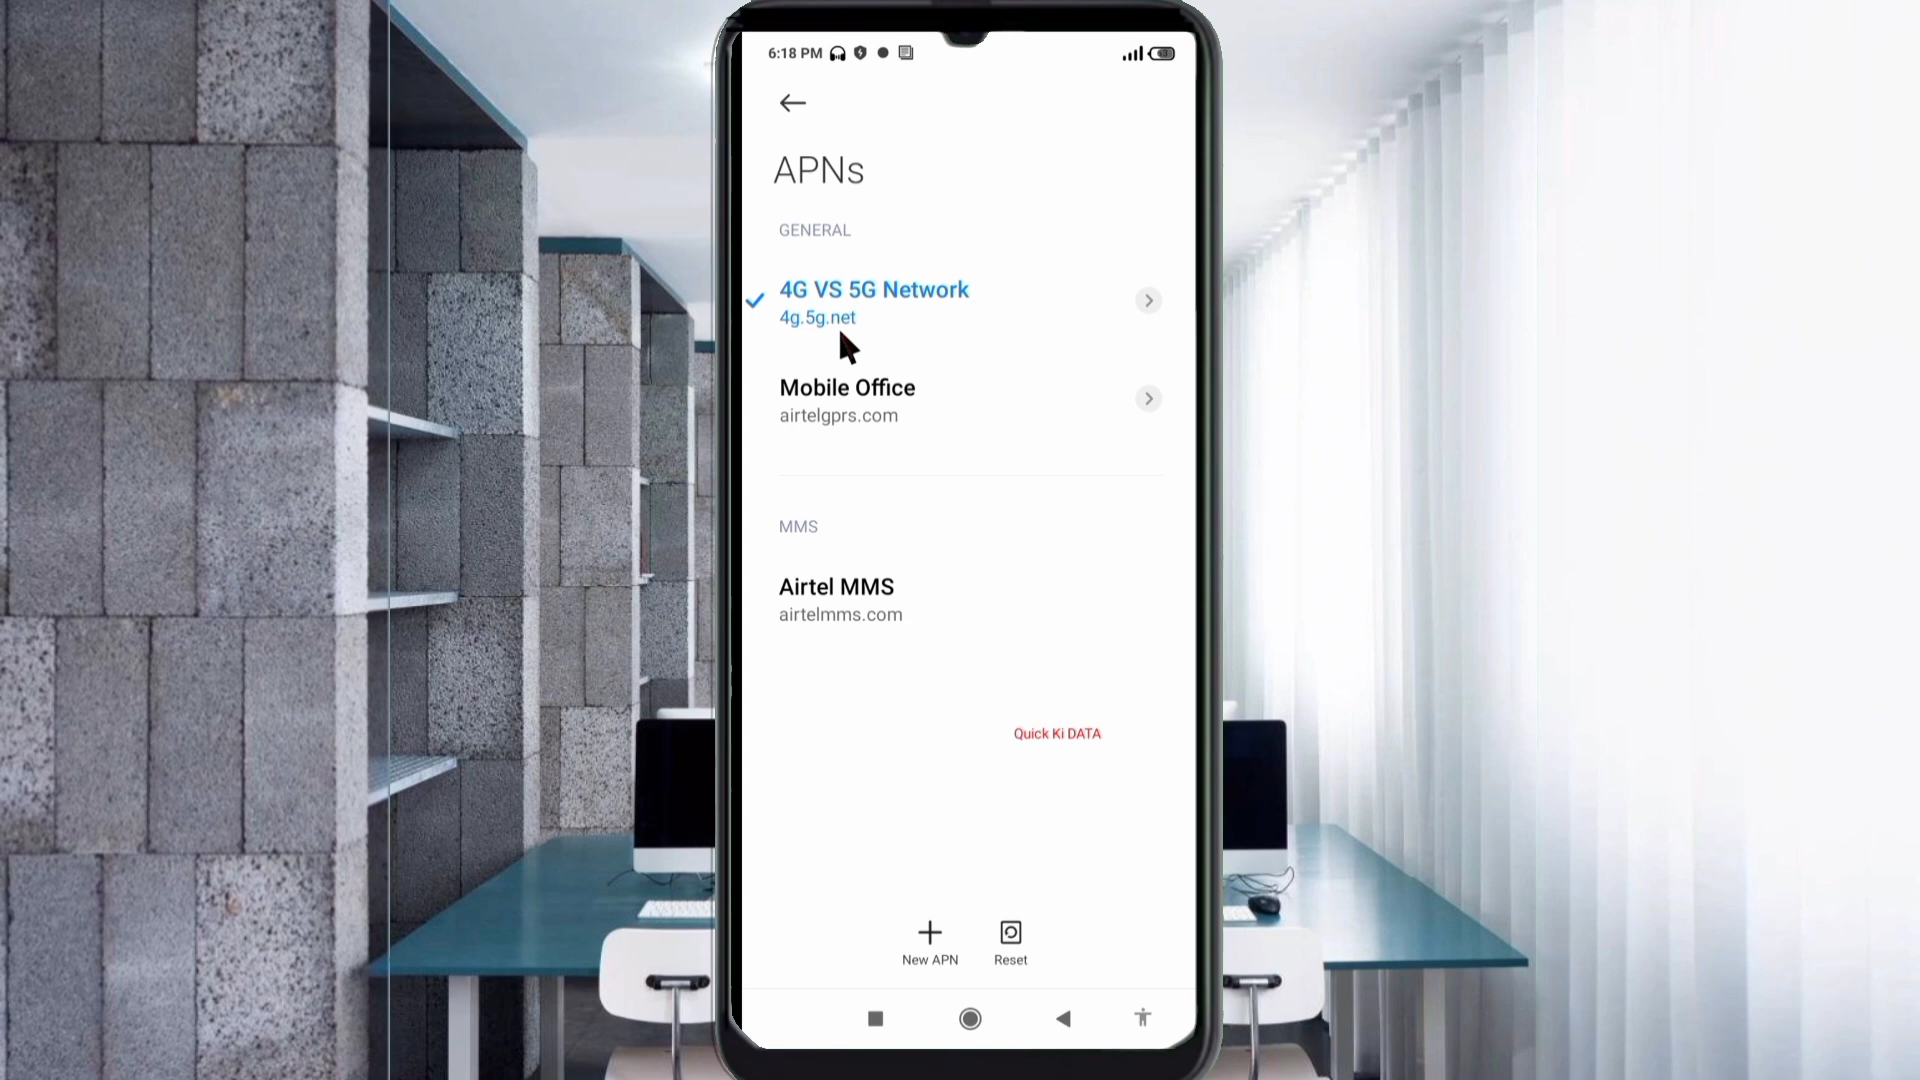 6:18 PM
APNs
GENERAL
4G VS 5G Network
4g.5g.net
Mobile Office
airtelgprs.com
MMS
Airtel MMS
airtelmms.com
Quick Ki DATA
New APN
Reset